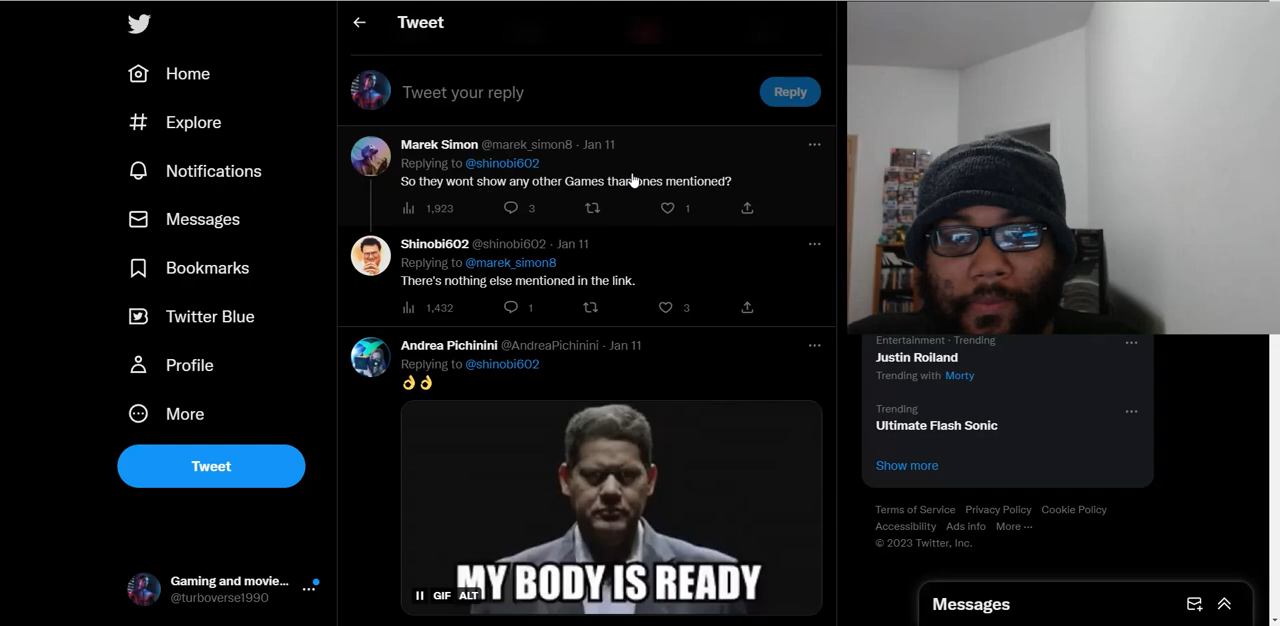 Tweet
Home
Explore
Notifications
Messages
Bookmarks
Twitter Blue
Profile
More
Tweet
Gaming and movie...
@turboverse1990
Tweet your reply
Reply
Marek Simon @marek_simon8 · Jan 11
Replying to @shinobi602
So they wont show any other Games than ones mentioned?
1,923 3 1
Shinobi602 @shinobi602 · Jan 11
Replying to @marek_simon8
There's nothing else mentioned in the link.
1,432 1 3
Andrea Pichinini @AndreaPichinini · Jan 11
Replying to @shinobi602
👌👌
MY BODY IS READY
GIF ALT
Entertainment · Trending
Justin Roiland
Trending with Morty
Trending
Ultimate Flash Sonic
Show more
Terms of Service Privacy Policy Cookie Policy
Accessibility Ads info More ···
© 2023 Twitter, Inc.
Messages